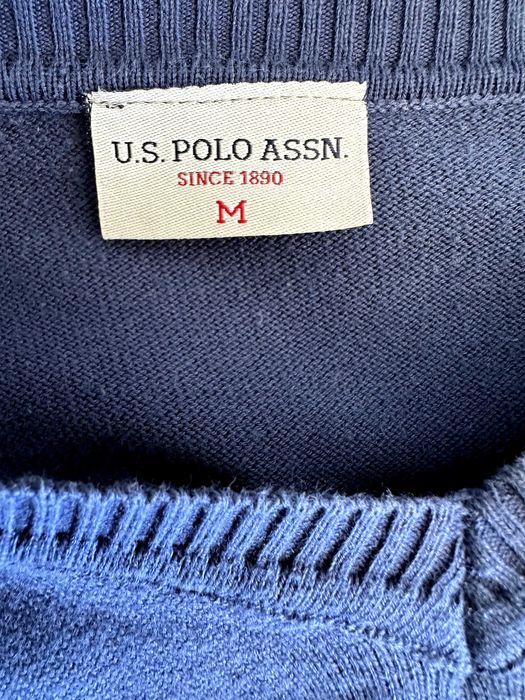 U.S. POLO ASSN.
SINCE 1890
M